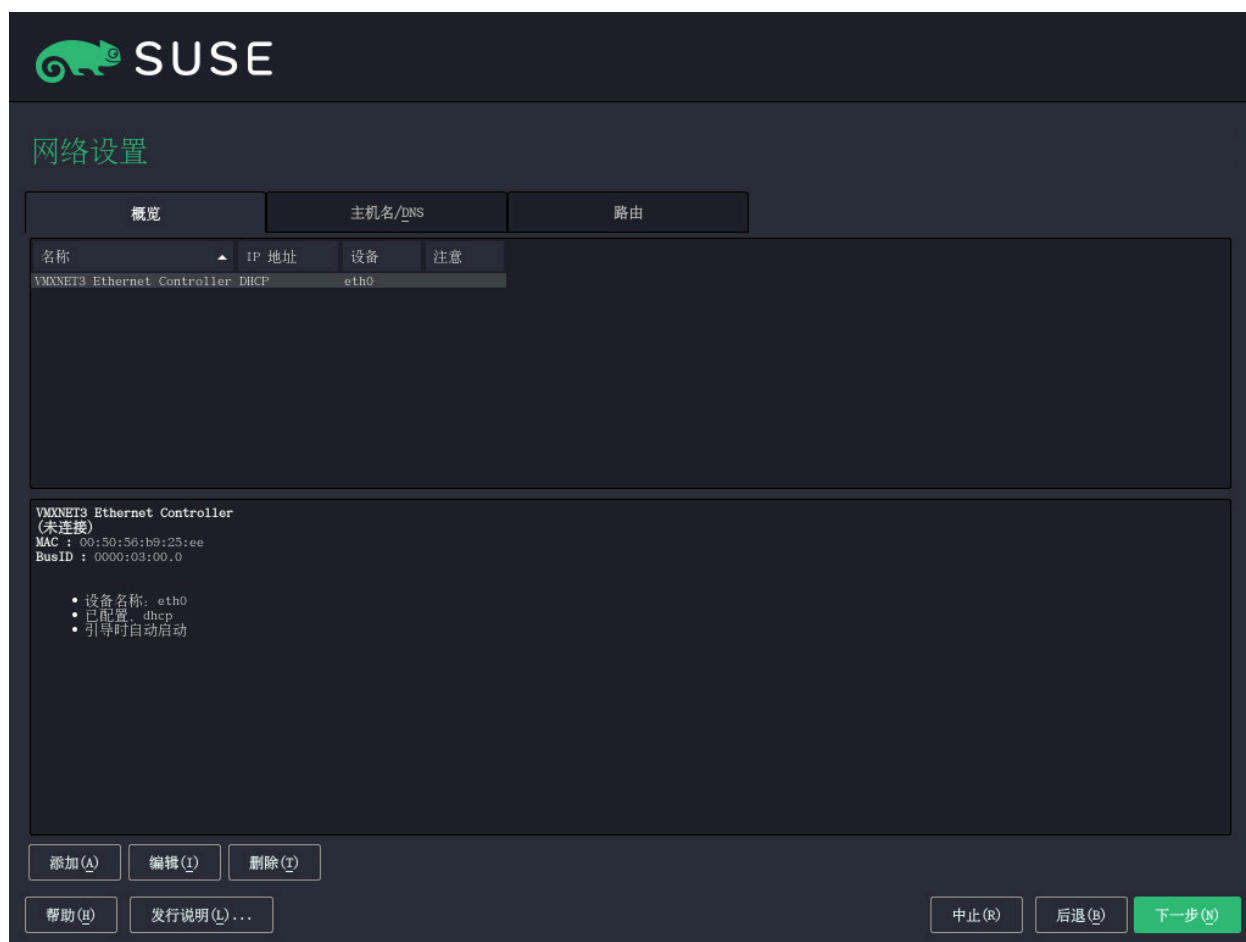 SUSE
网络设置
概览 主机名/DNS 路由
名称 IP 地址 设备 注意
VMXNET3 Ethernet Controller DHCP eth0
VMXNET3 Ethernet Controller
(未连接)
MAC : 00:50:56:b9:25:ee
BusID : 0000:03:00.0
• 设备名称: eth0
• 已配置, dhcp
• 引导时自动启动
添加(A) 编辑(I) 删除(T)
帮助(H) 发行说明(L)... 中止(R) 后退(B) 下一步(N)